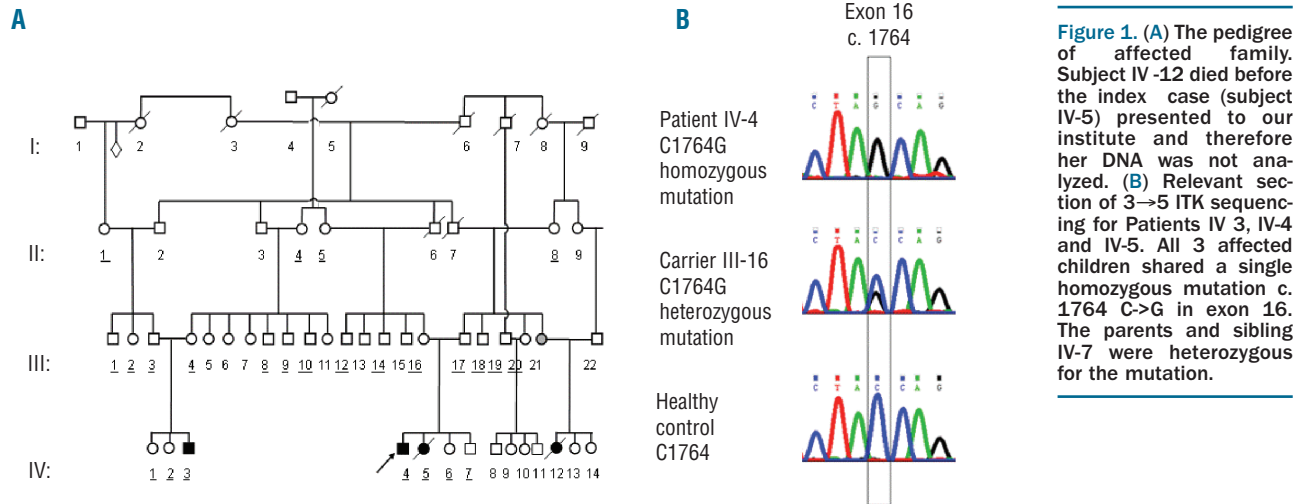 A
I:
1 2 3 4 5 6 7 8 9
II:
1 2 3 4 5 6 7 8 9
III:
1 2 3 4 5 6 7 8 9 10 11 12 13 14 15 16 17 18 19 20 21 22
IV:
1 2 3 4 5 6 7 8 9 10 11 12 13 14
B
Exon 16
c. 1764
Patient IV-4
C1764G
homozygous
mutation
C T A G C A G
Carrier III-16
C1764G
heterozygous
mutation
C T A C C A G
Healthy
control
C1764
C T A C C A G
Figure 1. (A) The pedigree
of affected family.
Subject IV -12 died before
the index case (subject
IV-5) presented to our
institute and therefore
her DNA was not ana-
lyzed. (B) Relevant sec-
tion of 3→5 ITK sequenc-
ing for Patients IV 3, IV-4
and IV-5. All 3 affected
children shared a single
homozygous mutation c.
1764 C->G in exon 16.
The parents and sibling
IV-7 were heterozygous
for the mutation.